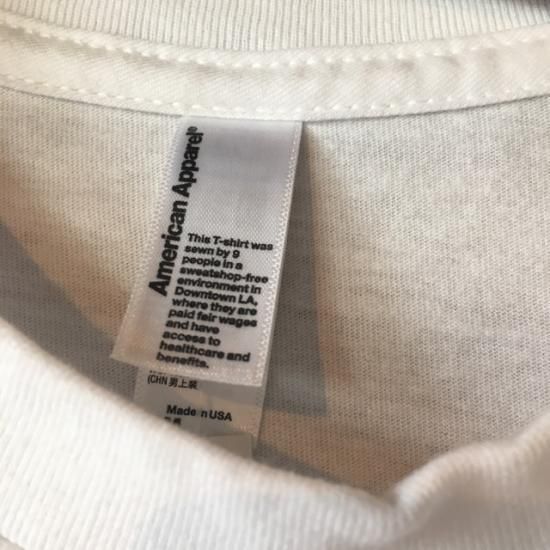 American Apparel®
This T-shirt was
sewn by 9
people in a
sweatshop-free
environment in
Downtown LA,
where they are
paid fair wages
and have
access to
healthcare and
benefits.
(CHN 男上装
Made in USA